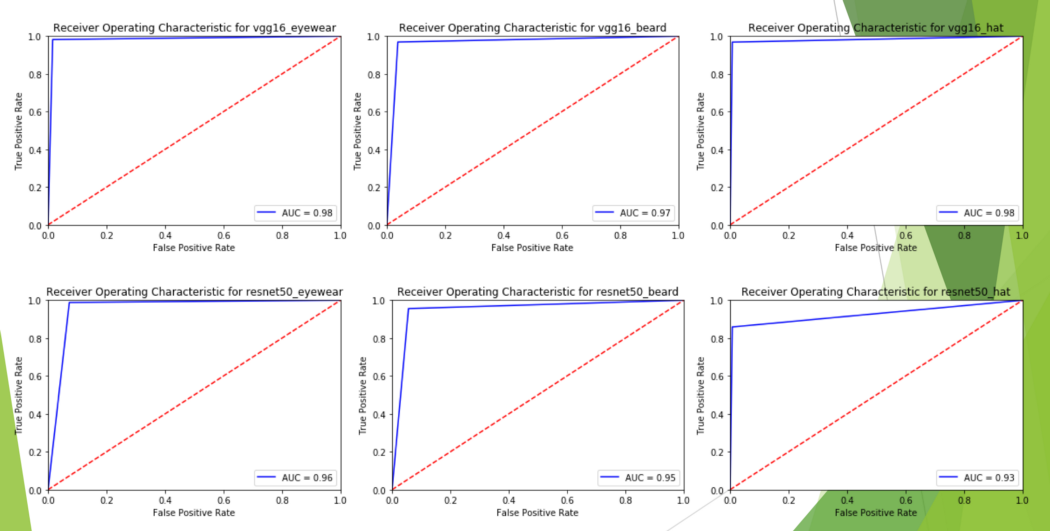 Receiver Operating Characteristic for vgg16_eyewear
True Positive Rate
1.0
0.8
0.6
0.4
0.2
0.0
AUC = 0.98
0.0 0.2 0.4 0.6 0.8 1.0
False Positive Rate
Receiver Operating Characteristic for vgg16_beard
True Positive Rate
1.0
0.8
0.6
0.4
0.2
0.0
AUC = 0.97
0.0 0.2 0.4 0.6 0.8 1.0
False Positive Rate
Receiver Operating Characteristic for vgg16_hat
True Positive Rate
1.0
0.8
0.6
0.4
0.2
0.0
AUC = 0.98
0.0 0.2 0.4 0.6 0.8 1.0
False Positive Rate
Receiver Operating Characteristic for resnet50_eyewear
True Positive Rate
1.0
0.8
0.6
0.4
0.2
0.0
AUC = 0.96
0.0 0.2 0.4 0.6 0.8 1.0
False Positive Rate
Receiver Operating Characteristic for resnet50_beard
True Positive Rate
1.0
0.8
0.6
0.4
0.2
0.0
AUC = 0.95
0.0 0.2 0.4 0.6 0.8 1.0
False Positive Rate
Receiver Operating Characteristic for resnet50_hat
True Positive Rate
1.0
0.8
0.6
0.4
0.2
0.0
AUC = 0.93
0.0 0.2 0.4 0.6 0.8 1.0
False Positive Rate